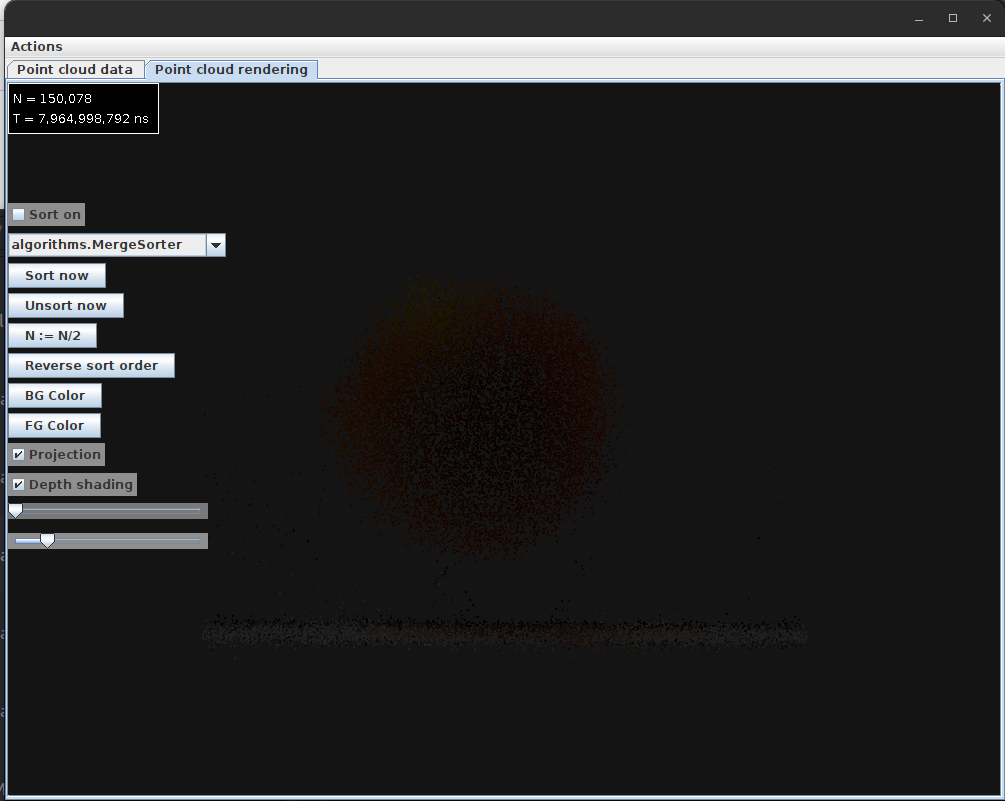 Actions
Point cloud data
Point cloud rendering
N = 150,078
T = 7,964,998,792 ns
Sort on
algorithms.MergeSorter
Sort now
Unsort now
N := N/2
Reverse sort order
BG Color
FG Color
Projection
Depth shading